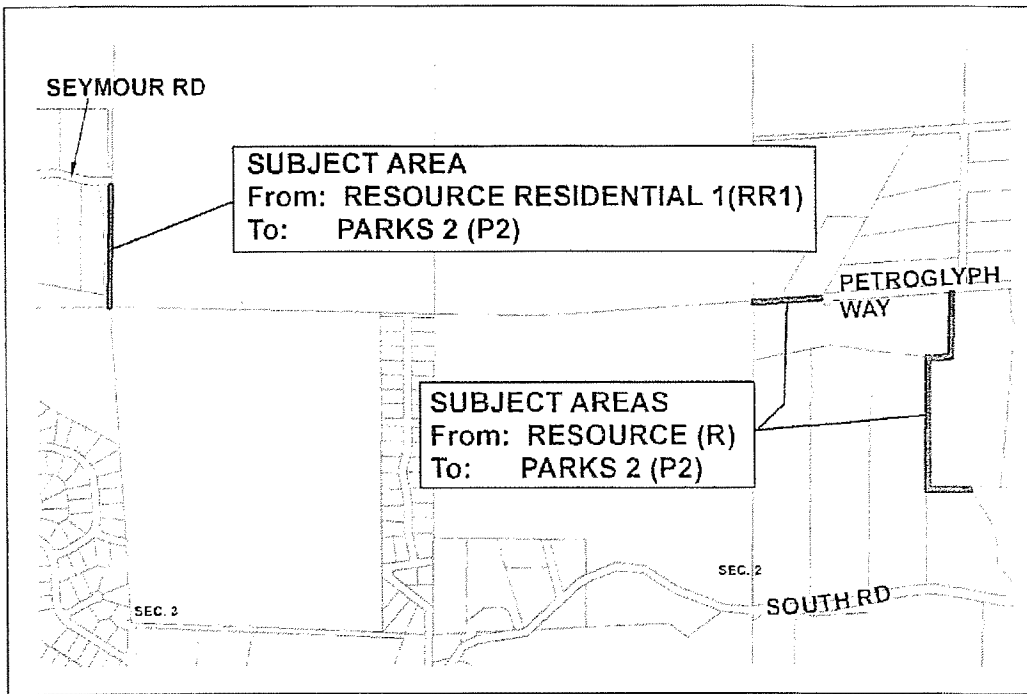 SEYMOUR RD
SUBJECT AREA
From: RESOURCE RESIDENTIAL 1(RR1)
To: PARKS 2 (P2)
PETROGLYPH
WAY
SUBJECT AREAS
From: RESOURCE (R)
To: PARKS 2 (P2)
SEC. 2
SOUTH RD
SEC. 2